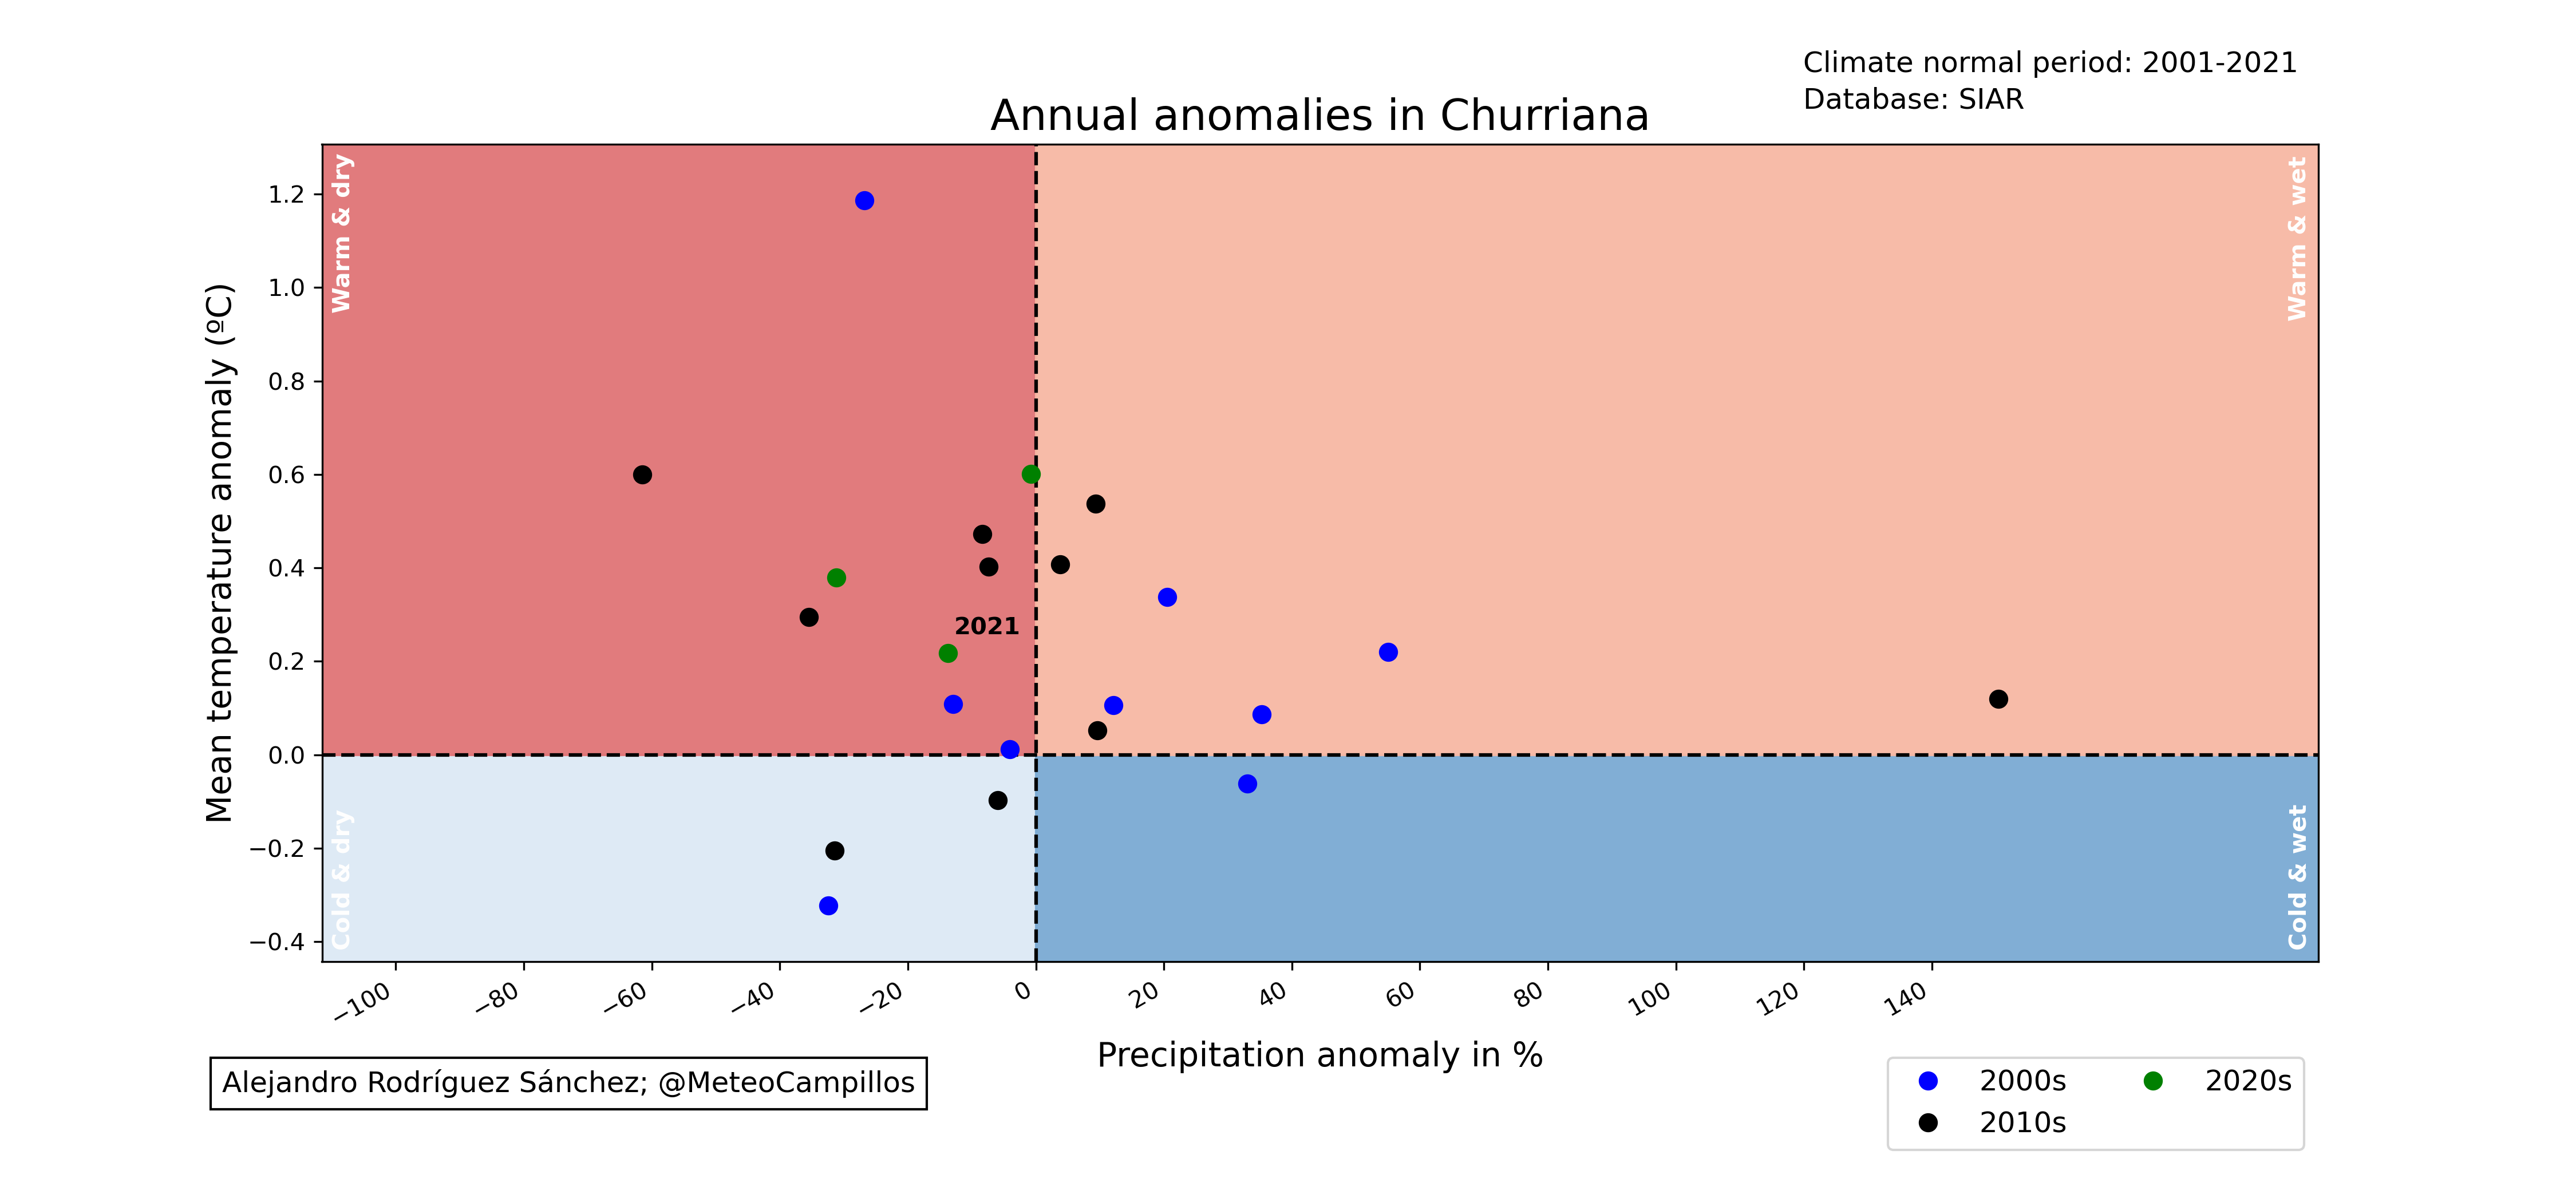 Climate normal period: 2001-2021
Database: SIAR
Annual anomalies in Churriana
Warm & dry
Warm & wet
Mean temperature anomaly (ºC)
1.2
1.0
0.8
0.6
0.4
0.2
0.0
−0.2
−0.4
2021
Cold & dry
Cold & wet
−100
−80
−60
−40
−20
0
20
40
60
80
100
120
140
Precipitation anomaly in %
Alejandro Rodríguez Sánchez; @MeteoCampillos
2000s
2020s
2010s